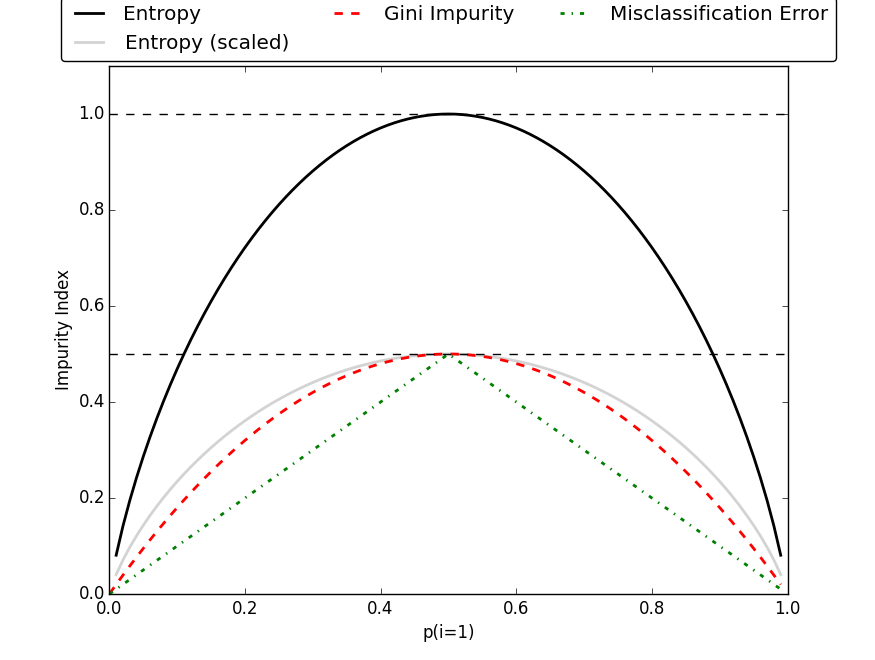 Entropy Gini Impurity Misclassification Error
Entropy (scaled)
1.0
0.8
0.6
0.4
0.2
0.0
Impurity Index
0.0 0.2 0.4 0.6 0.8 1.0
p(i=1)